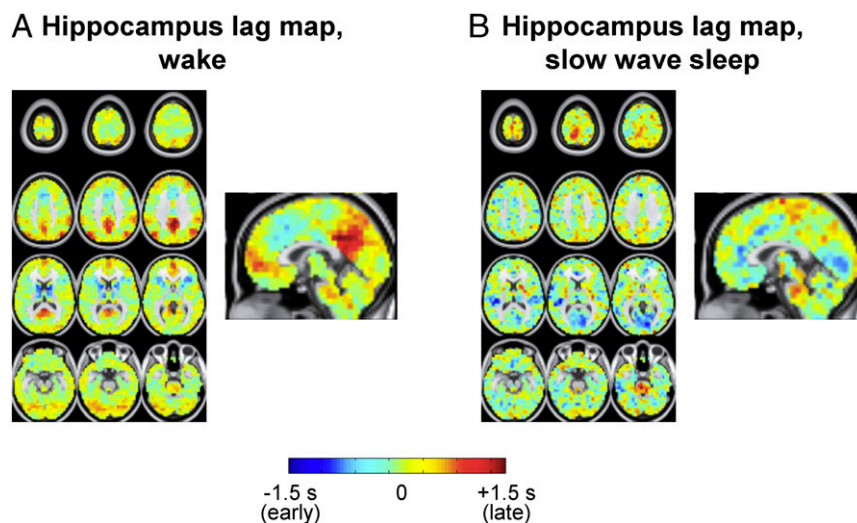 A Hippocampus lag map,
wake
B Hippocampus lag map,
slow wave sleep
-1.5 s 0 +1.5 s
(early) (late)